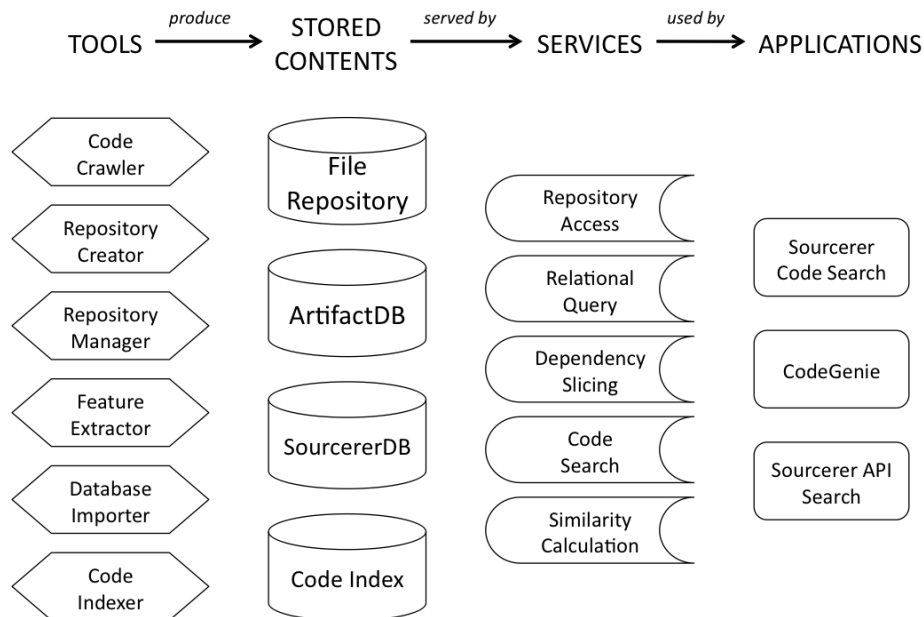 produce
served by
used by
TOOLS
STORED
CONTENTS
SERVICES
APPLICATIONS
Code
Crawler
Repository
Creator
Repository
Manager
Feature
Extractor
Database
Importer
Code
Indexer
File
Repository
ArtifactDB
SourcererDB
Code Index
Repository
Access
Relational
Query
Dependency
Slicing
Code
Search
Similarity
Calculation
Sourcerer
Code Search
CodeGenie
Sourcerer API
Search